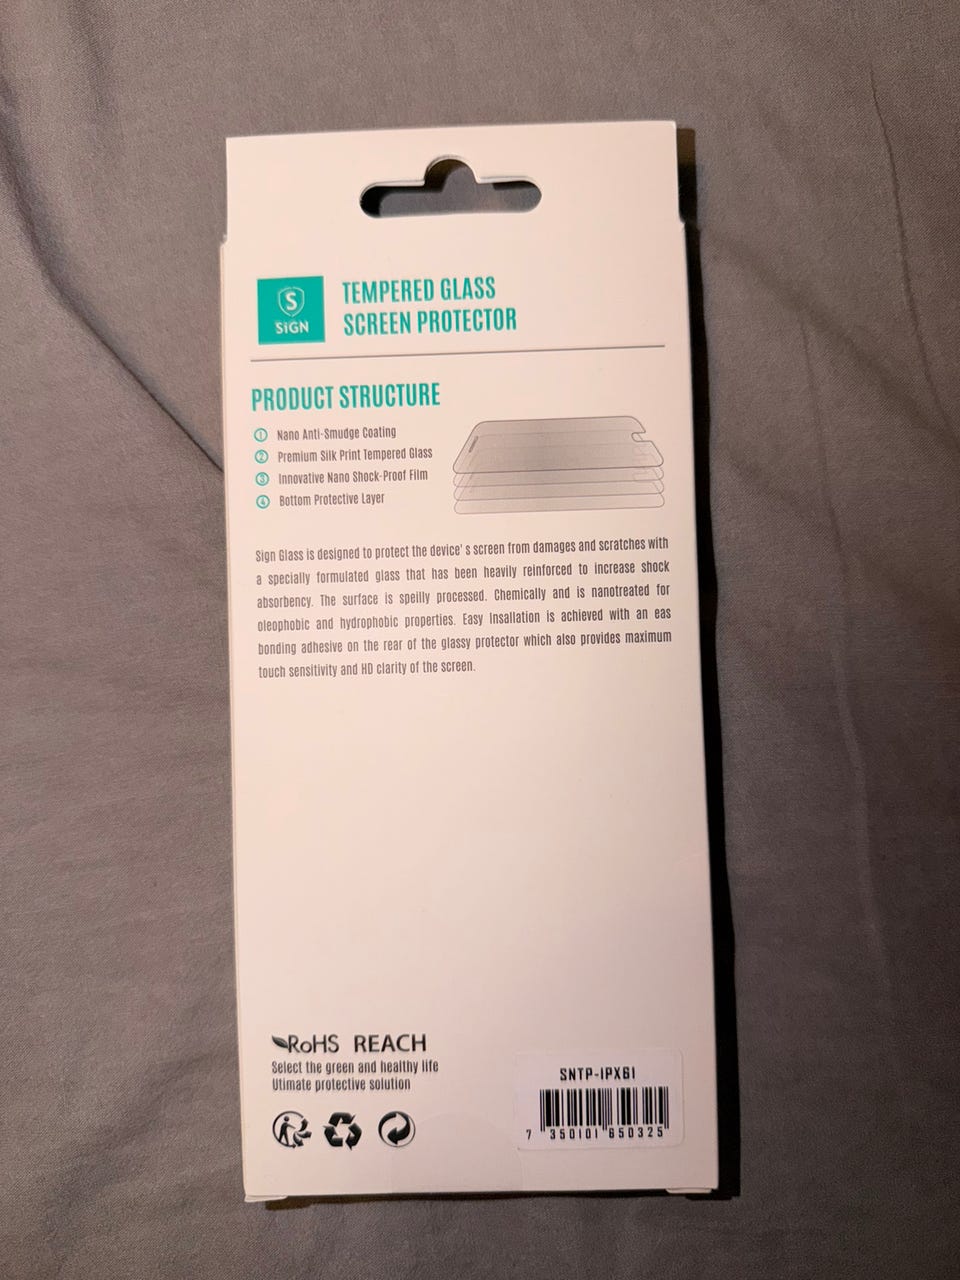 S
SIGN
TEMPERED GLASS
SCREEN PROTECTOR
PRODUCT STRUCTURE
1 Nano Anti-Smudge Coating
2 Premium Silk Print Tempered Glass
3 Innovative Nano Shock-Proof Film
4 Bottom Protective Layer
Sign Glass is designed to protect the device' s screen from damages and scratches with
a specially formulated glass that has been heavily reinforced to increase shock
absorbency. The surface is speilly processed. Chemically and is nanotreated for
oleophobic and hydrophobic properties. Easy Insallation is achieved with an eas
bonding adhesive on the rear of the glassy protector which also provides maximum
touch sensitivity and HD clarity of the screen.
RoHS REACH
Select the green and healthy life
Utimate protective solution
SNTP-IPX61
7 350101 650325